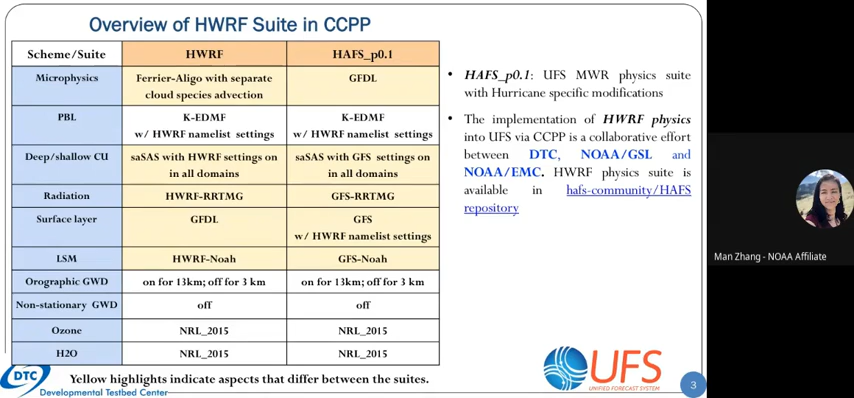 Overview of HWRF Suite in CCPP
Scheme/Suite HWRF HAFS_p0.1
Microphysics Ferrier-Aligo with separate cloud species advection GFDL
PBL K-EDMF w/ HWRF namelist settings K-EDMF w/ HWRF namelist settings
Deep/shallow CU saSAS with HWRF settings on in all domains saSAS with GFS settings on in all domains
Radiation HWRF-RRTMG GFS-RRTMG
Surface layer GFDL GFS w/ HWRF namelist settings
LSM HWRF-Noah GFS-Noah
Orographic GWD on for 13km; off for 3 km on for 13km; off for 3 km
Non-stationary GWD off off
Ozone NRL_2015 NRL_2015
H2O NRL_2015 NRL_2015
Yellow highlights indicate aspects that differ between the suites.
• HAFS_p0.1: UFS MWR physics suite
with Hurricane specific modifications
• The implementation of HWRF physics
into UFS via CCPP is a collaborative effort
between DTC, NOAA/GSL and
NOAA/EMC. HWRF physics suite is
available in hafs-community/HAFS
repository
DTC
Developmental Testbed Center
UFS
UNIFIED FORECAST SYSTEM
3
Man Zhang - NOAA Affiliate